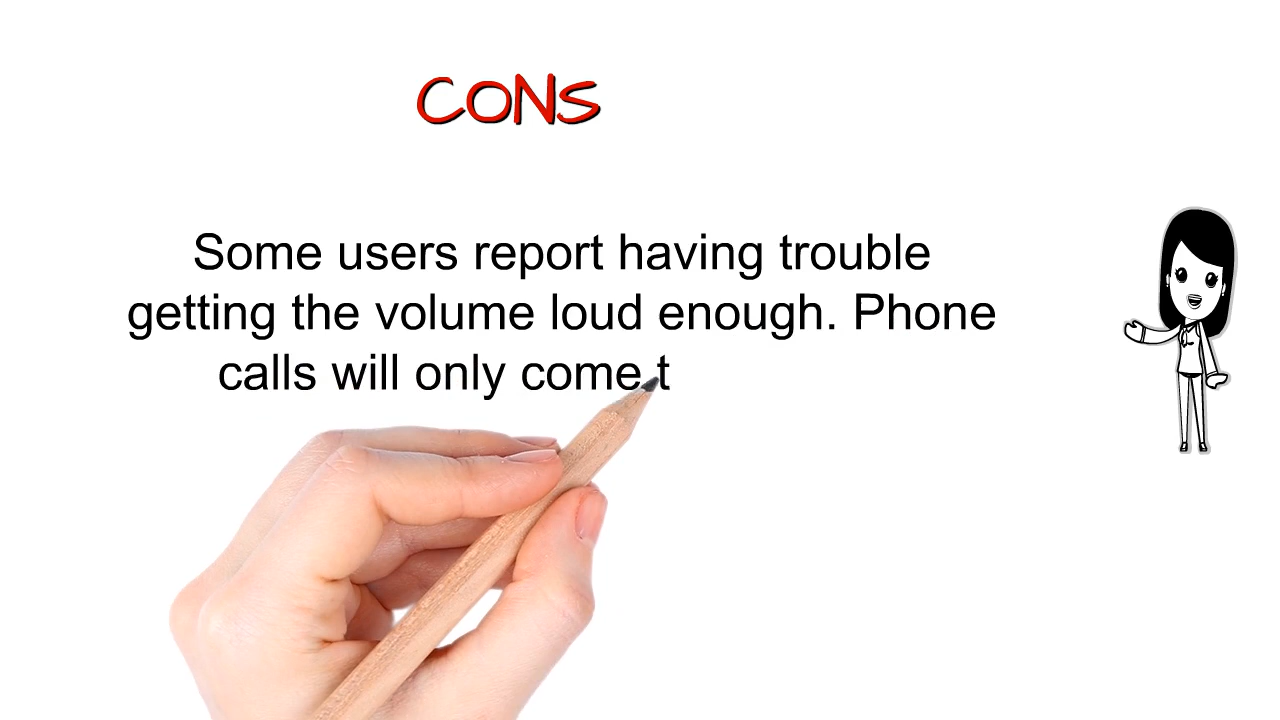 CONS
Some users report having trouble
getting the volume loud enough. Phone
calls will only come t